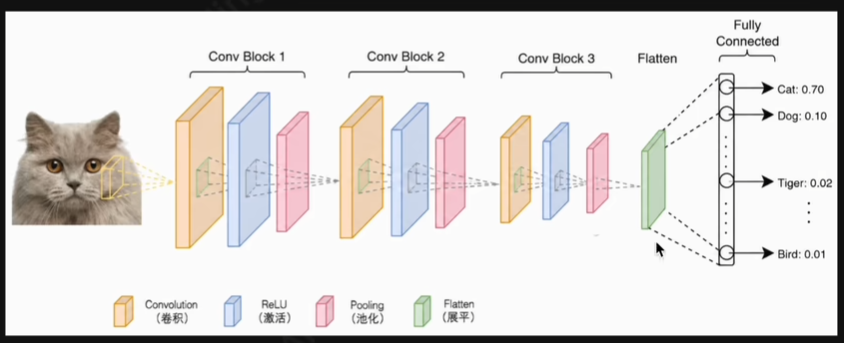 Conv Block 1
Conv Block 2
Conv Block 3
Flatten
Fully
Connected
Cat: 0.70
Dog: 0.10
Tiger: 0.02
Bird: 0.01
Convolution
（卷积）
ReLU
（激活）
Pooling
（池化）
Flatten
（展平）